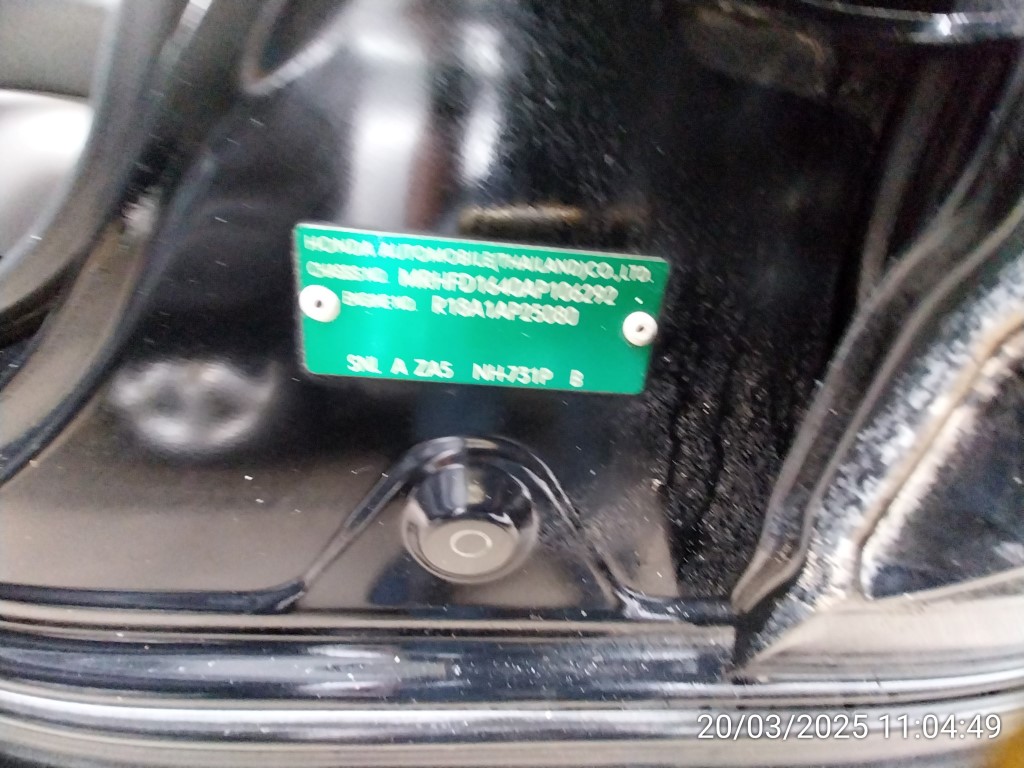 HONDA AUTOMOBILE(THAILAND)CO.,LTD.
CHASSIS NO. MRHFD1640AP106292
ENGINE NO. R18A1AP25080
SNL A ZA5 NH-731P B
20/03/2025 11:04:49